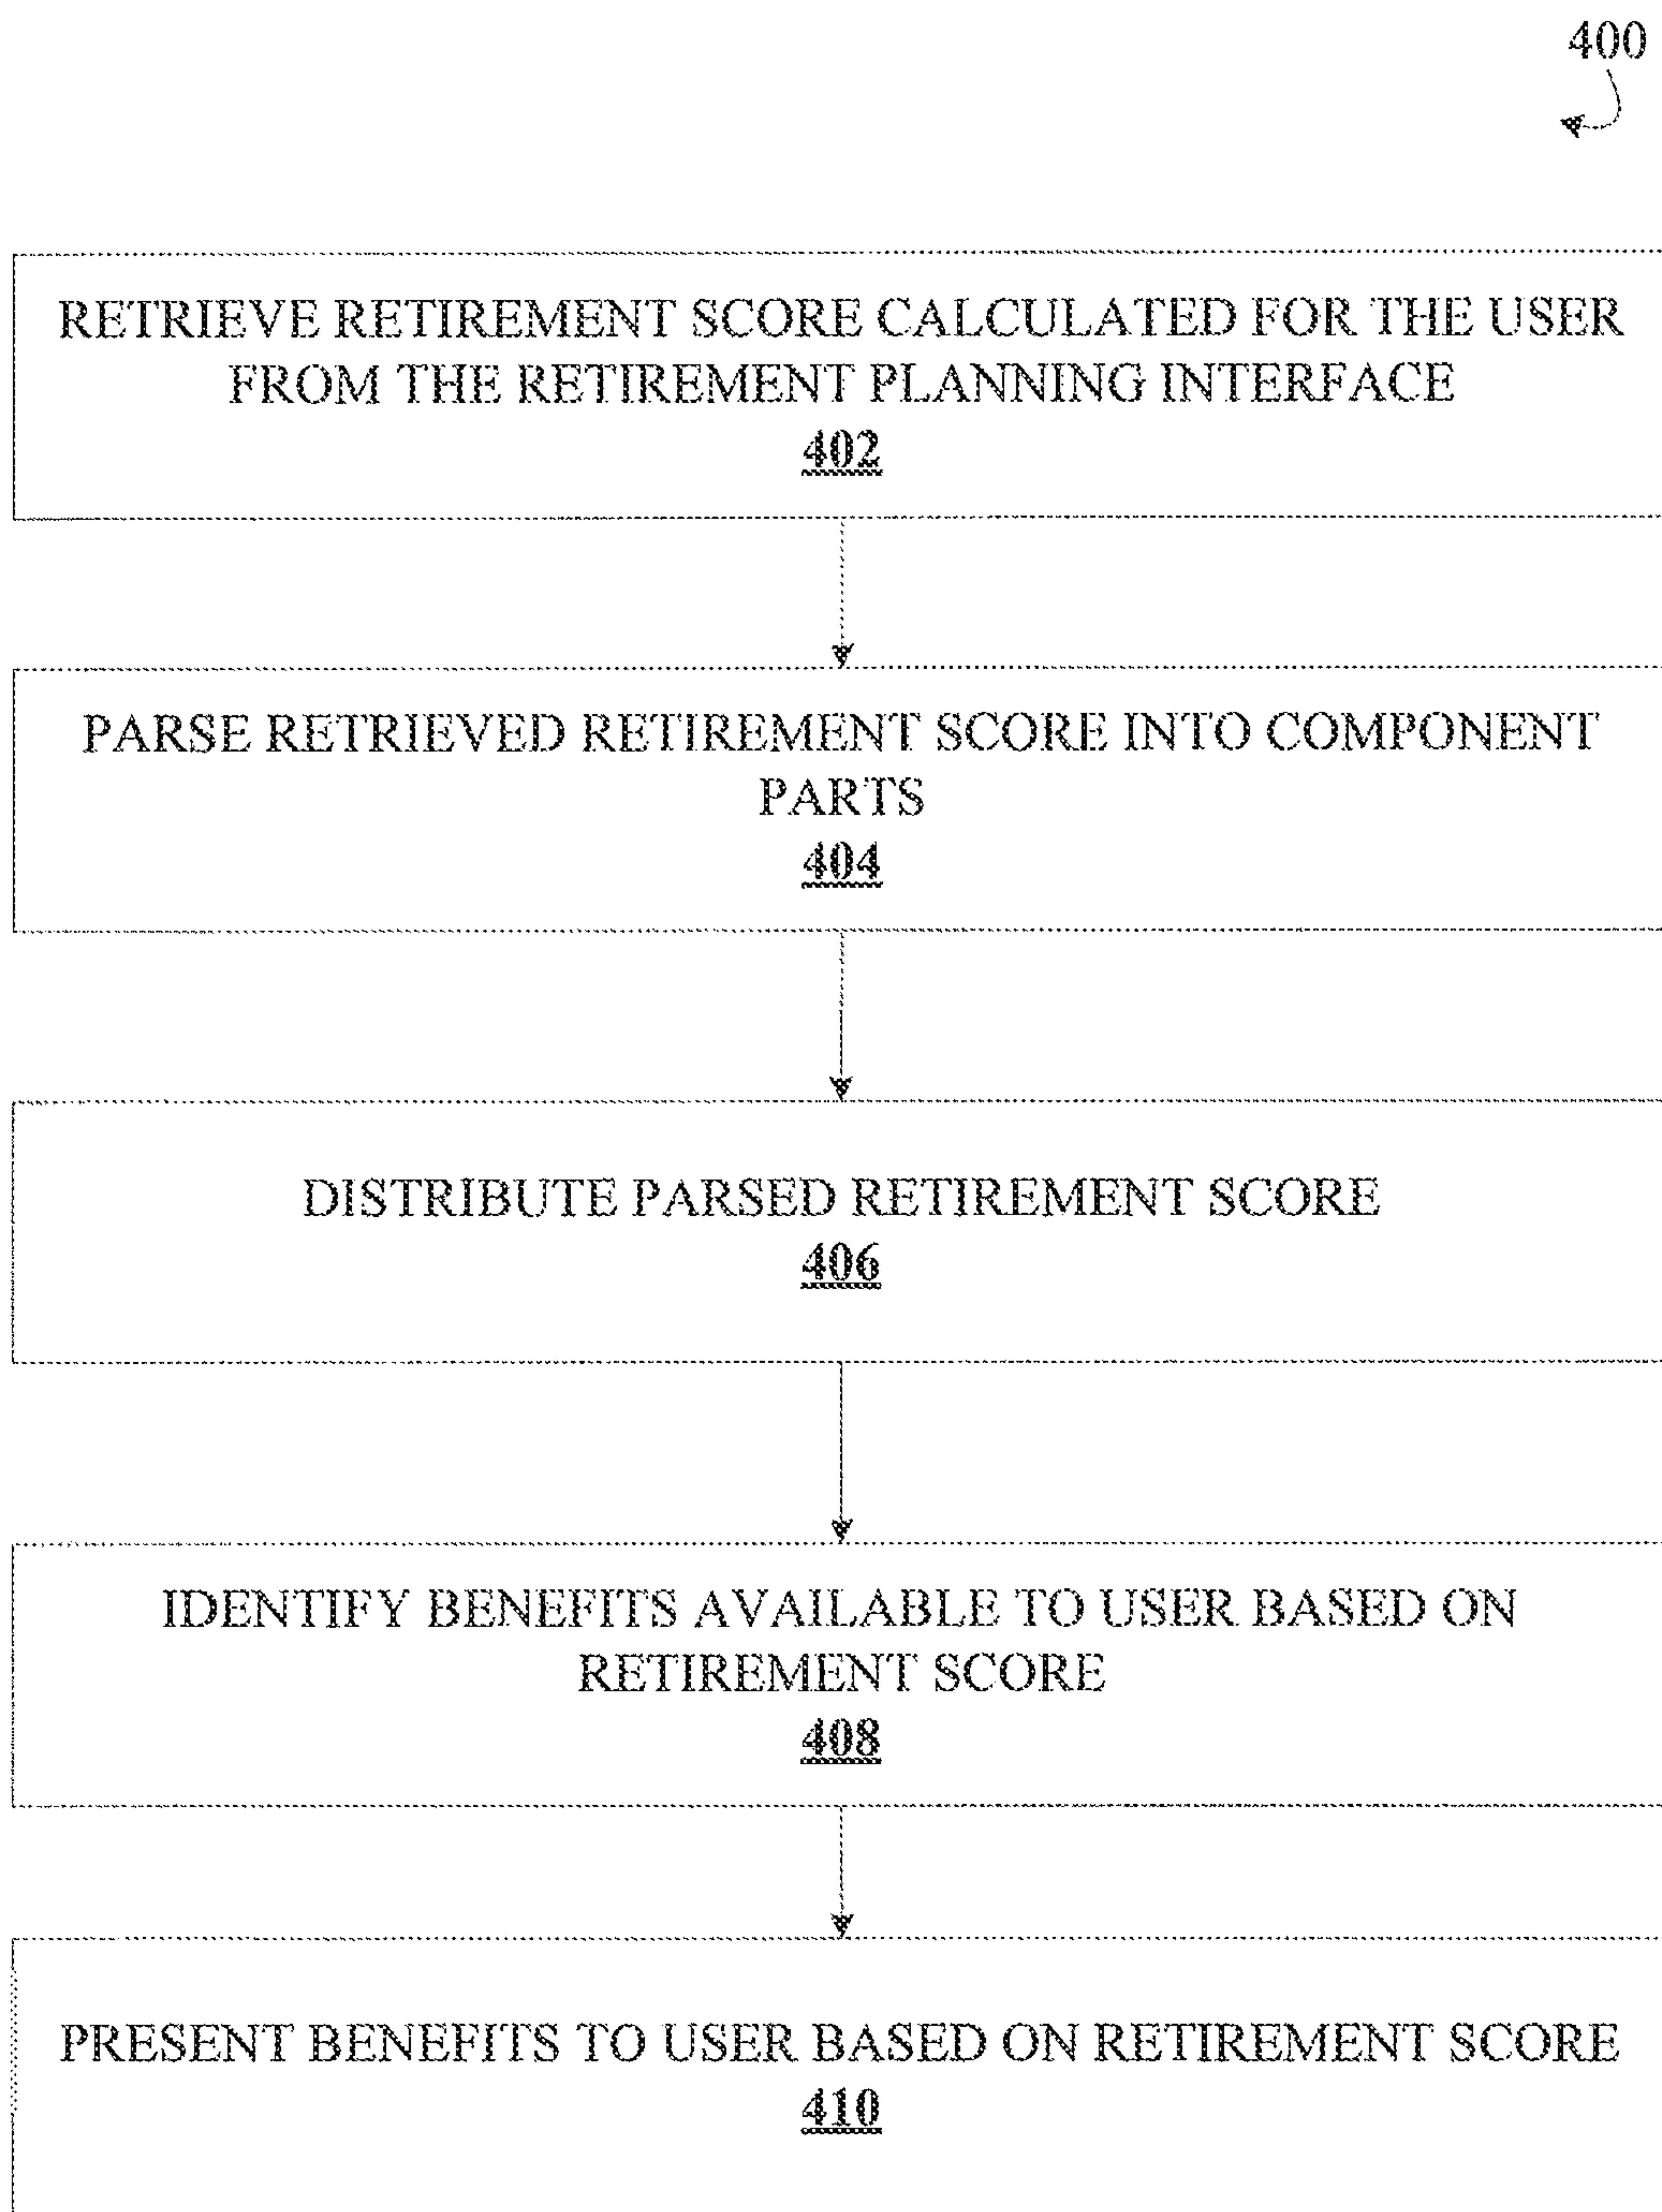 400
RETRIEVE RETIREMENT SCORE CALCULATED FOR THE USER
FROM THE RETIREMENT PLANNING INTERFACE
402
PARSE RETRIEVED RETIREMENT SCORE INTO COMPONENT
PARTS
404
DISTRIBUTE PARSED RETIREMENT SCORE
406
IDENTIFY BENEFITS AVAILABLE TO USER BASED ON
RETIREMENT SCORE
408
PRESENT BENEFITS TO USER BASED ON RETIREMENT SCORE
410